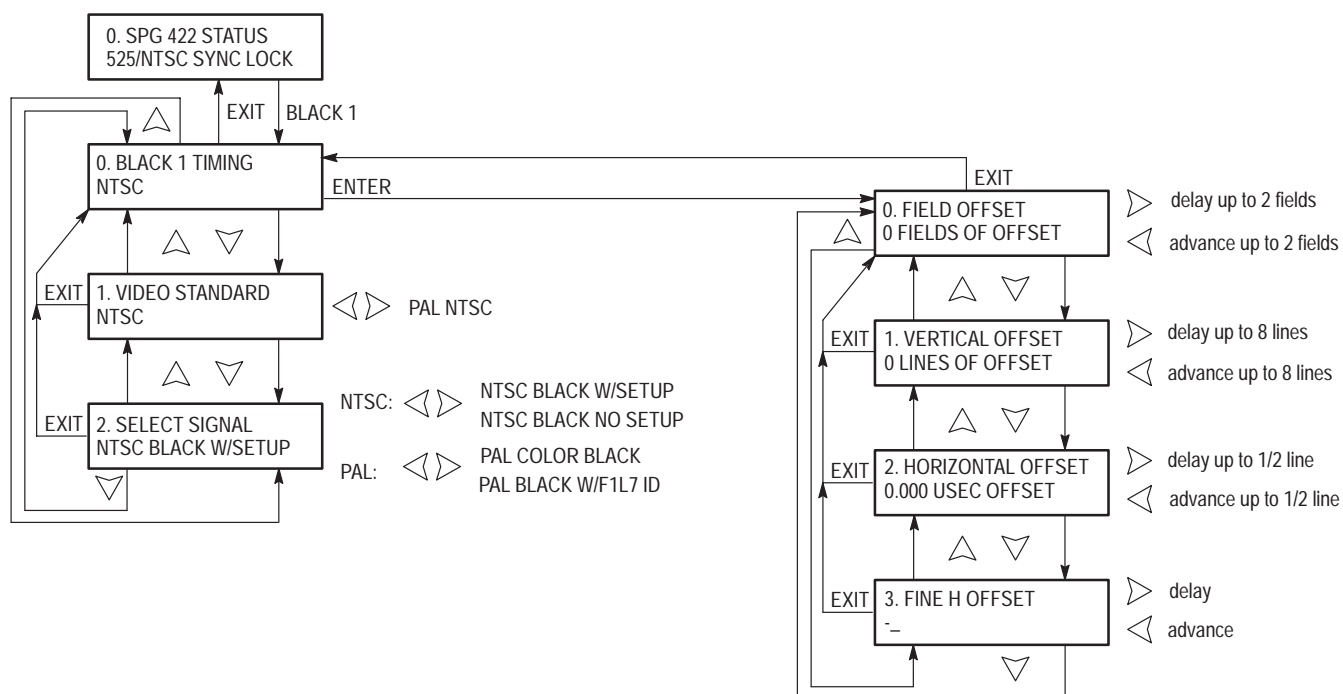 0. SPG 422 STATUS
525/NTSC SYNC LOCK
EXIT
BLACK 1
0. BLACK 1 TIMING
NTSC
ENTER
EXIT
1. VIDEO STANDARD
NTSC
PAL NTSC
EXIT
2. SELECT SIGNAL
NTSC BLACK W/SETUP
NTSC:
NTSC BLACK W/SETUP
NTSC BLACK NO SETUP
PAL:
PAL COLOR BLACK
PAL BLACK W/F1L7 ID
EXIT
0. FIELD OFFSET
0 FIELDS OF OFFSET
delay up to 2 fields
advance up to 2 fields
EXIT
1. VERTICAL OFFSET
0 LINES OF OFFSET
delay up to 8 lines
advance up to 8 lines
EXIT
2. HORIZONTAL OFFSET
0.000 USEC OFFSET
delay up to 1/2 line
advance up to 1/2 line
EXIT
3. FINE H OFFSET
-_
delay
advance